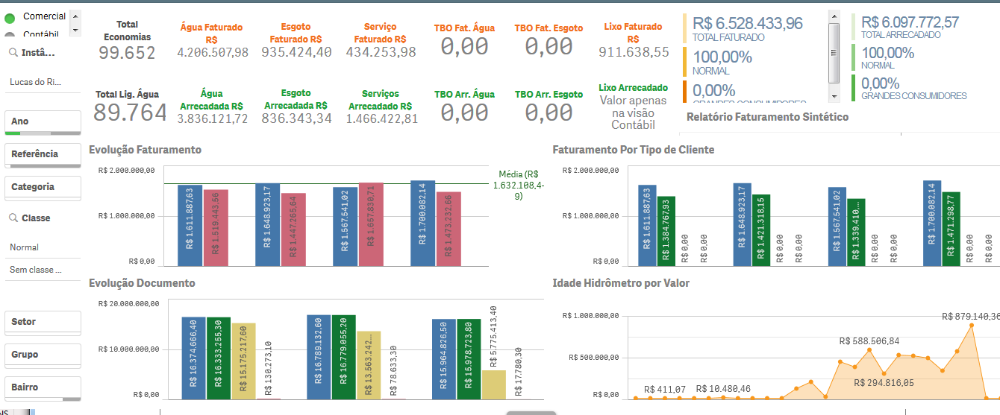 Comercial
Contábil
Instâ...
Lucas do Ri...
Ano
Referência
Categoria
Classe
Normal
Sem classe ...
Setor
Grupo
Bairro
Total
Economias
99.652
Água Faturado
R$
4.206.507,98
Esgoto
Faturado R$
935.424,40
Serviço
Faturado R$
434.253,98
TBO Fat. Água
0,00
TBO Fat. Esgoto
0,00
Lixo Faturado
R$
911.638,55
Total Lig. Água
89.764
Água
Arrecadada R$
3.836.121,72
Esgoto
Arrecadada R$
836.343,34
Serviços
Arrecadado R$
1.466.422,81
TBO Arr. Água
0,00
TBO Arr. Esgoto
0,00
Lixo Arrecadado
Valor apenas
na visão
Contábil
R$ 6.528.433,96
TOTAL FATURADO
100,00%
NORMAL
0,00%
GRANDES CONSUMIDORES
R$ 6.097.772,57
TOTAL ARRECADADO
100,00%
NORMAL
0,00%
GRANDES CONSUMIDORES
Relatório Faturamento Sintético
Evolução Faturamento
R$ 2.000.000,00
R$ 1.000.000,00
R$ 0,00
R$ 1.611.887,63
R$ 1.519.443,56
R$ 1.648.923,17
R$ 1.447.265,64
R$ 1.567.541,02
R$ 1.657.830,71
R$ 1.700.082,14
R$ 1.473.232,66
Média (R$
1.632.108,4-
9)
Faturamento Por Tipo de Cliente
R$ 2.000.000,00
R$ 1.000.000,00
R$ 0,00
R$ 1.611.887,63
R$ 1.384.767,93
R$ 0,00
R$ 0,00
R$ 1.648.923,17
R$ 1.421.318,15
R$ 0,00
R$ 0,00
R$ 1.567.541,02
R$ 1.339.410,...
R$ 0,00
R$ 0,00
R$ 1.700.082,14
R$ 1.471.298,77
R$ 0,00
R$ 0,00
Evolução Documento
R$ 20.000.000,00
R$ 10.000.000,00
R$ 0,00
R$ 16.374.666,40
R$ 16.333.255,30
R$ 15.175.217,60
R$ 130.273,10
R$ 16.789.132,60
R$ 16.779.055,20
R$ 13.563.242...
R$ 78.633,30
R$ 15.964.826,50
R$ 15.978.723,80
R$ 5.775.413,40
R$ 17.780,30
Idade Hidrômetro por Valor
R$ 1.000.000,00
R$ 500.000,00
R$ 0,00
R$ 411,07
R$ 10.480,46
R$ 588.506,84
R$ 294.816,05
R$ 879.140,36